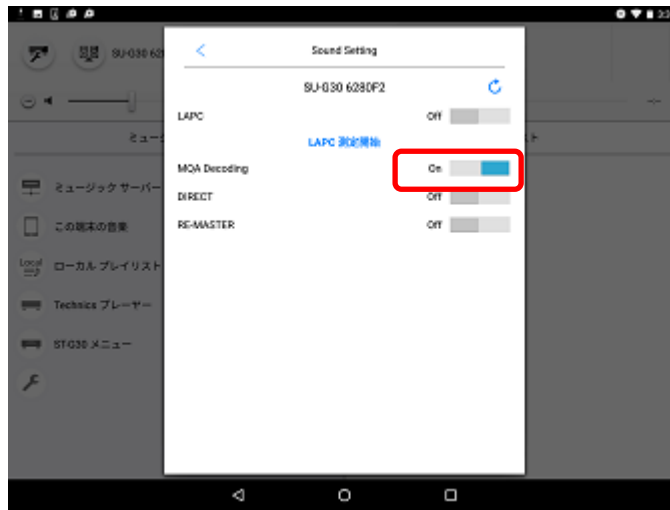 SU-G30 62
Sound Setting
SU-G30 6280F2
LAPC Off
LAPC 測定開始
MQA Decoding On
DIRECT Off
RE-MASTER Off
ミュージック サーバー
この端末の音楽
Local
ローカル プレイリスト
Technics プレーヤー
ST-G30 メニュー